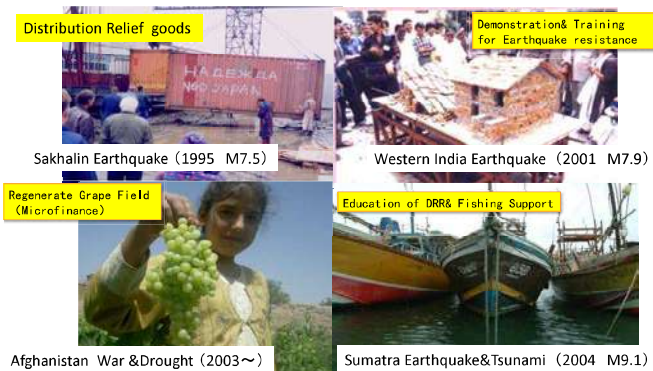 Distribution Relief goods
НАДЕЖДА
NGO JAPAN
Sakhalin Earthquake（1995 M7.5）
Demonstration& Training
for Earthquake resistance
Western India Earthquake（2001 M7.9）
Regenerate Grape Field
（Microfinance）
Afghanistan War &Drought（2003～）
Education of DRR& Fishing Support
Sumatra Earthquake&Tsunami（2004 M9.1）